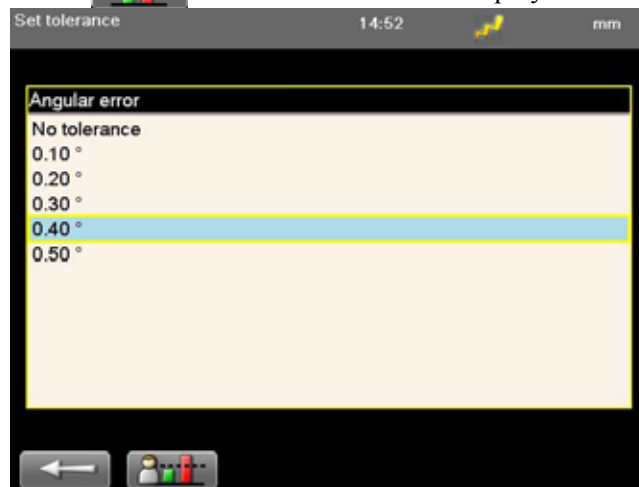 Set tolerance 14:52 mm
Angular error
No tolerance
0.10 °
0.20 °
0.30 °
0.40 °
0.50 °